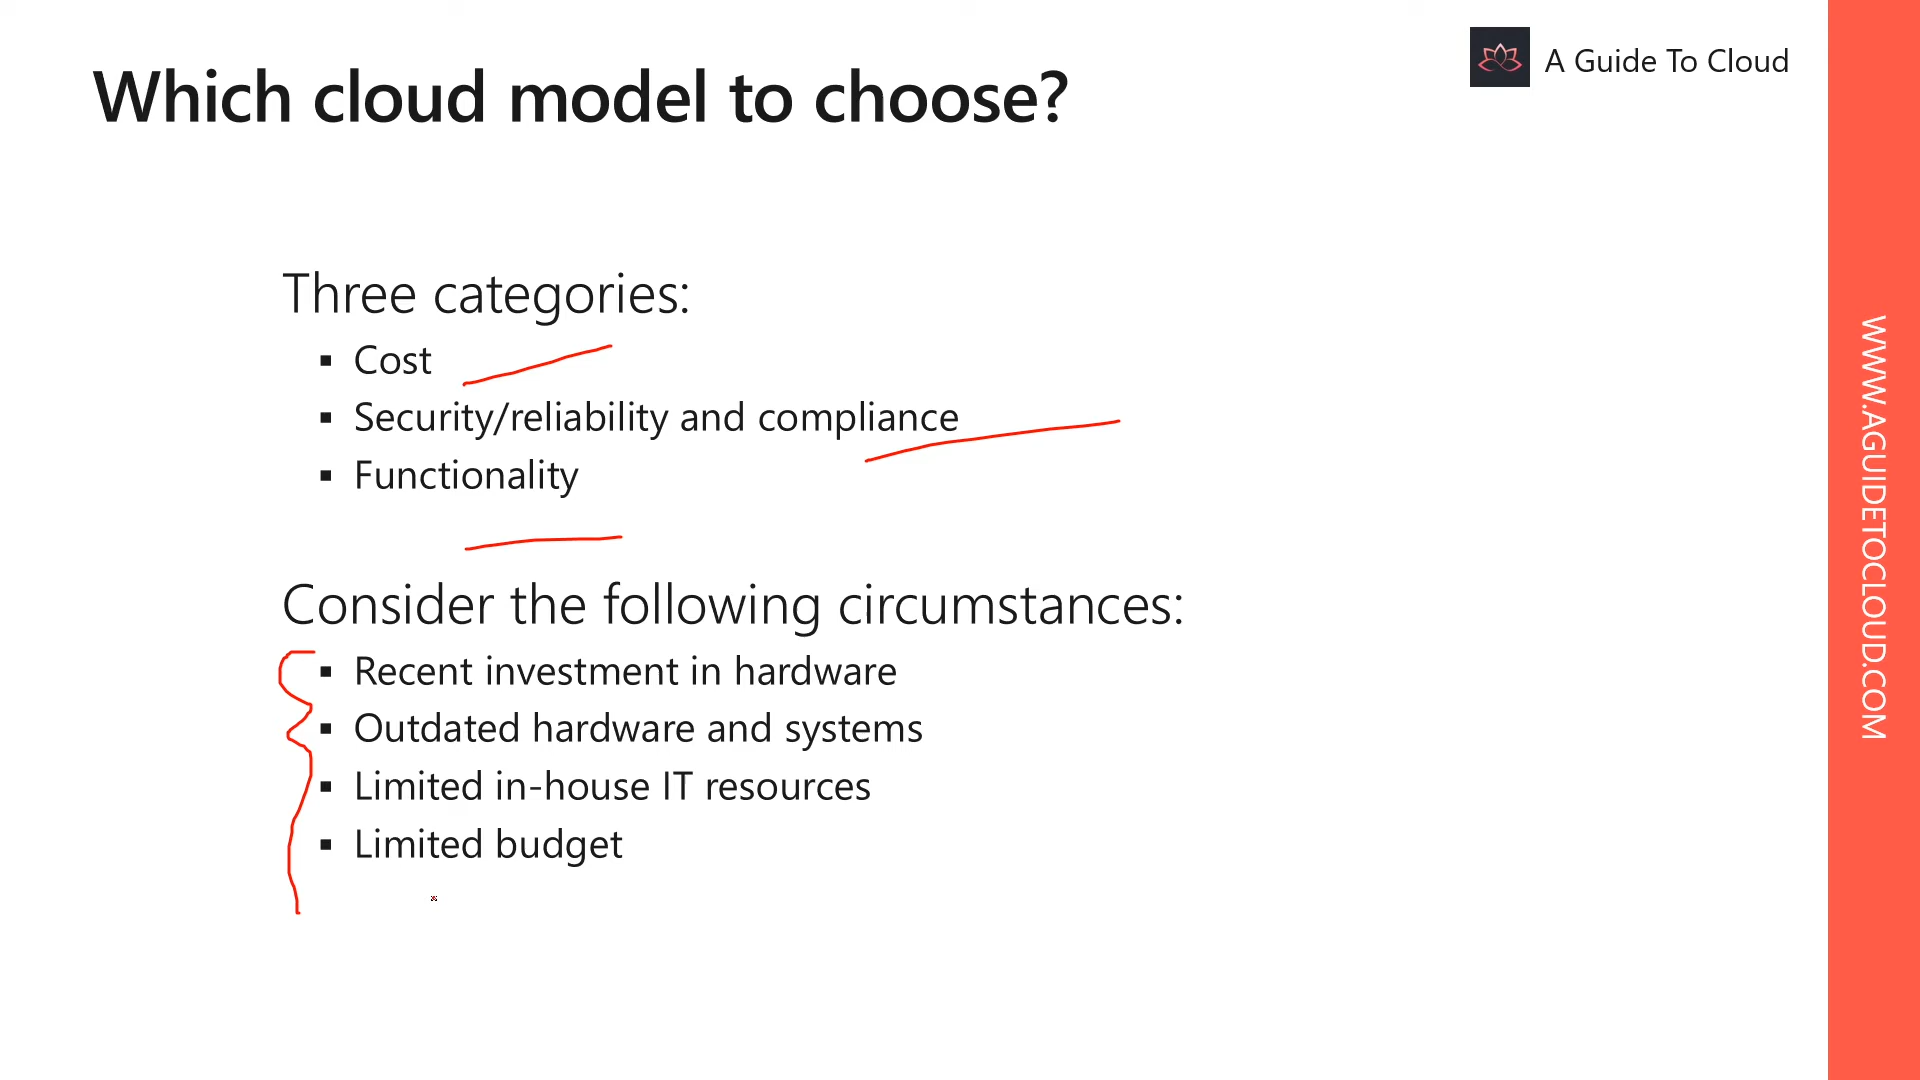 A Guide To Cloud
Which cloud model to choose?
Three categories:
▪ Cost
▪ Security/reliability and compliance
▪ Functionality
Consider the following circumstances:
▪ Recent investment in hardware
▪ Outdated hardware and systems
▪ Limited in-house IT resources
▪ Limited budget
WWW.AGUIDETOCLOUD.COM